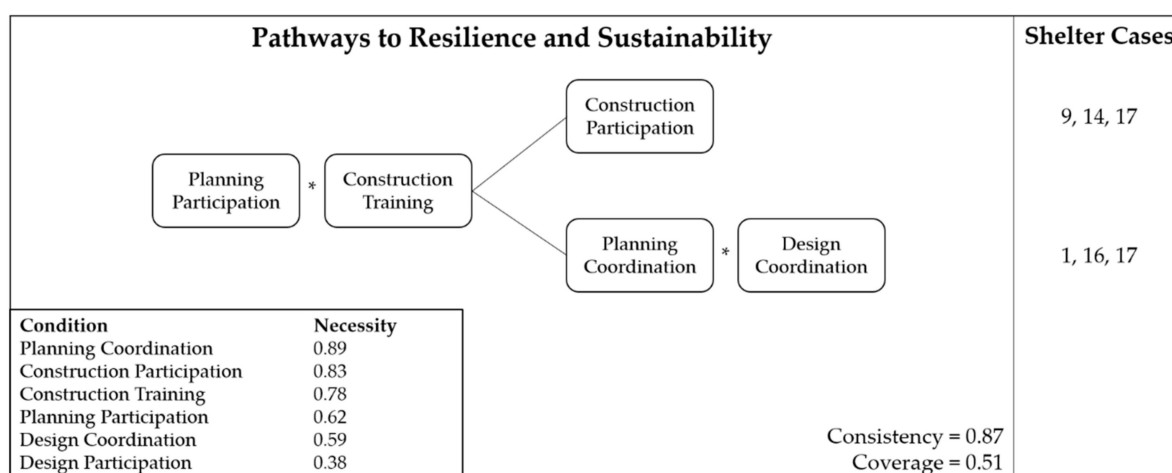 Pathways to Resilience and Sustainability
Shelter Cases
Construction
Participation
9, 14, 17
Planning
Participation
*
Construction
Training
Planning
Coordination
*
Design
Coordination
1, 16, 17
Condition Necessity
Planning Coordination 0.89
Construction Participation 0.83
Construction Training 0.78
Planning Participation 0.62
Design Coordination 0.59
Design Participation 0.38
Consistency = 0.87
Coverage = 0.51